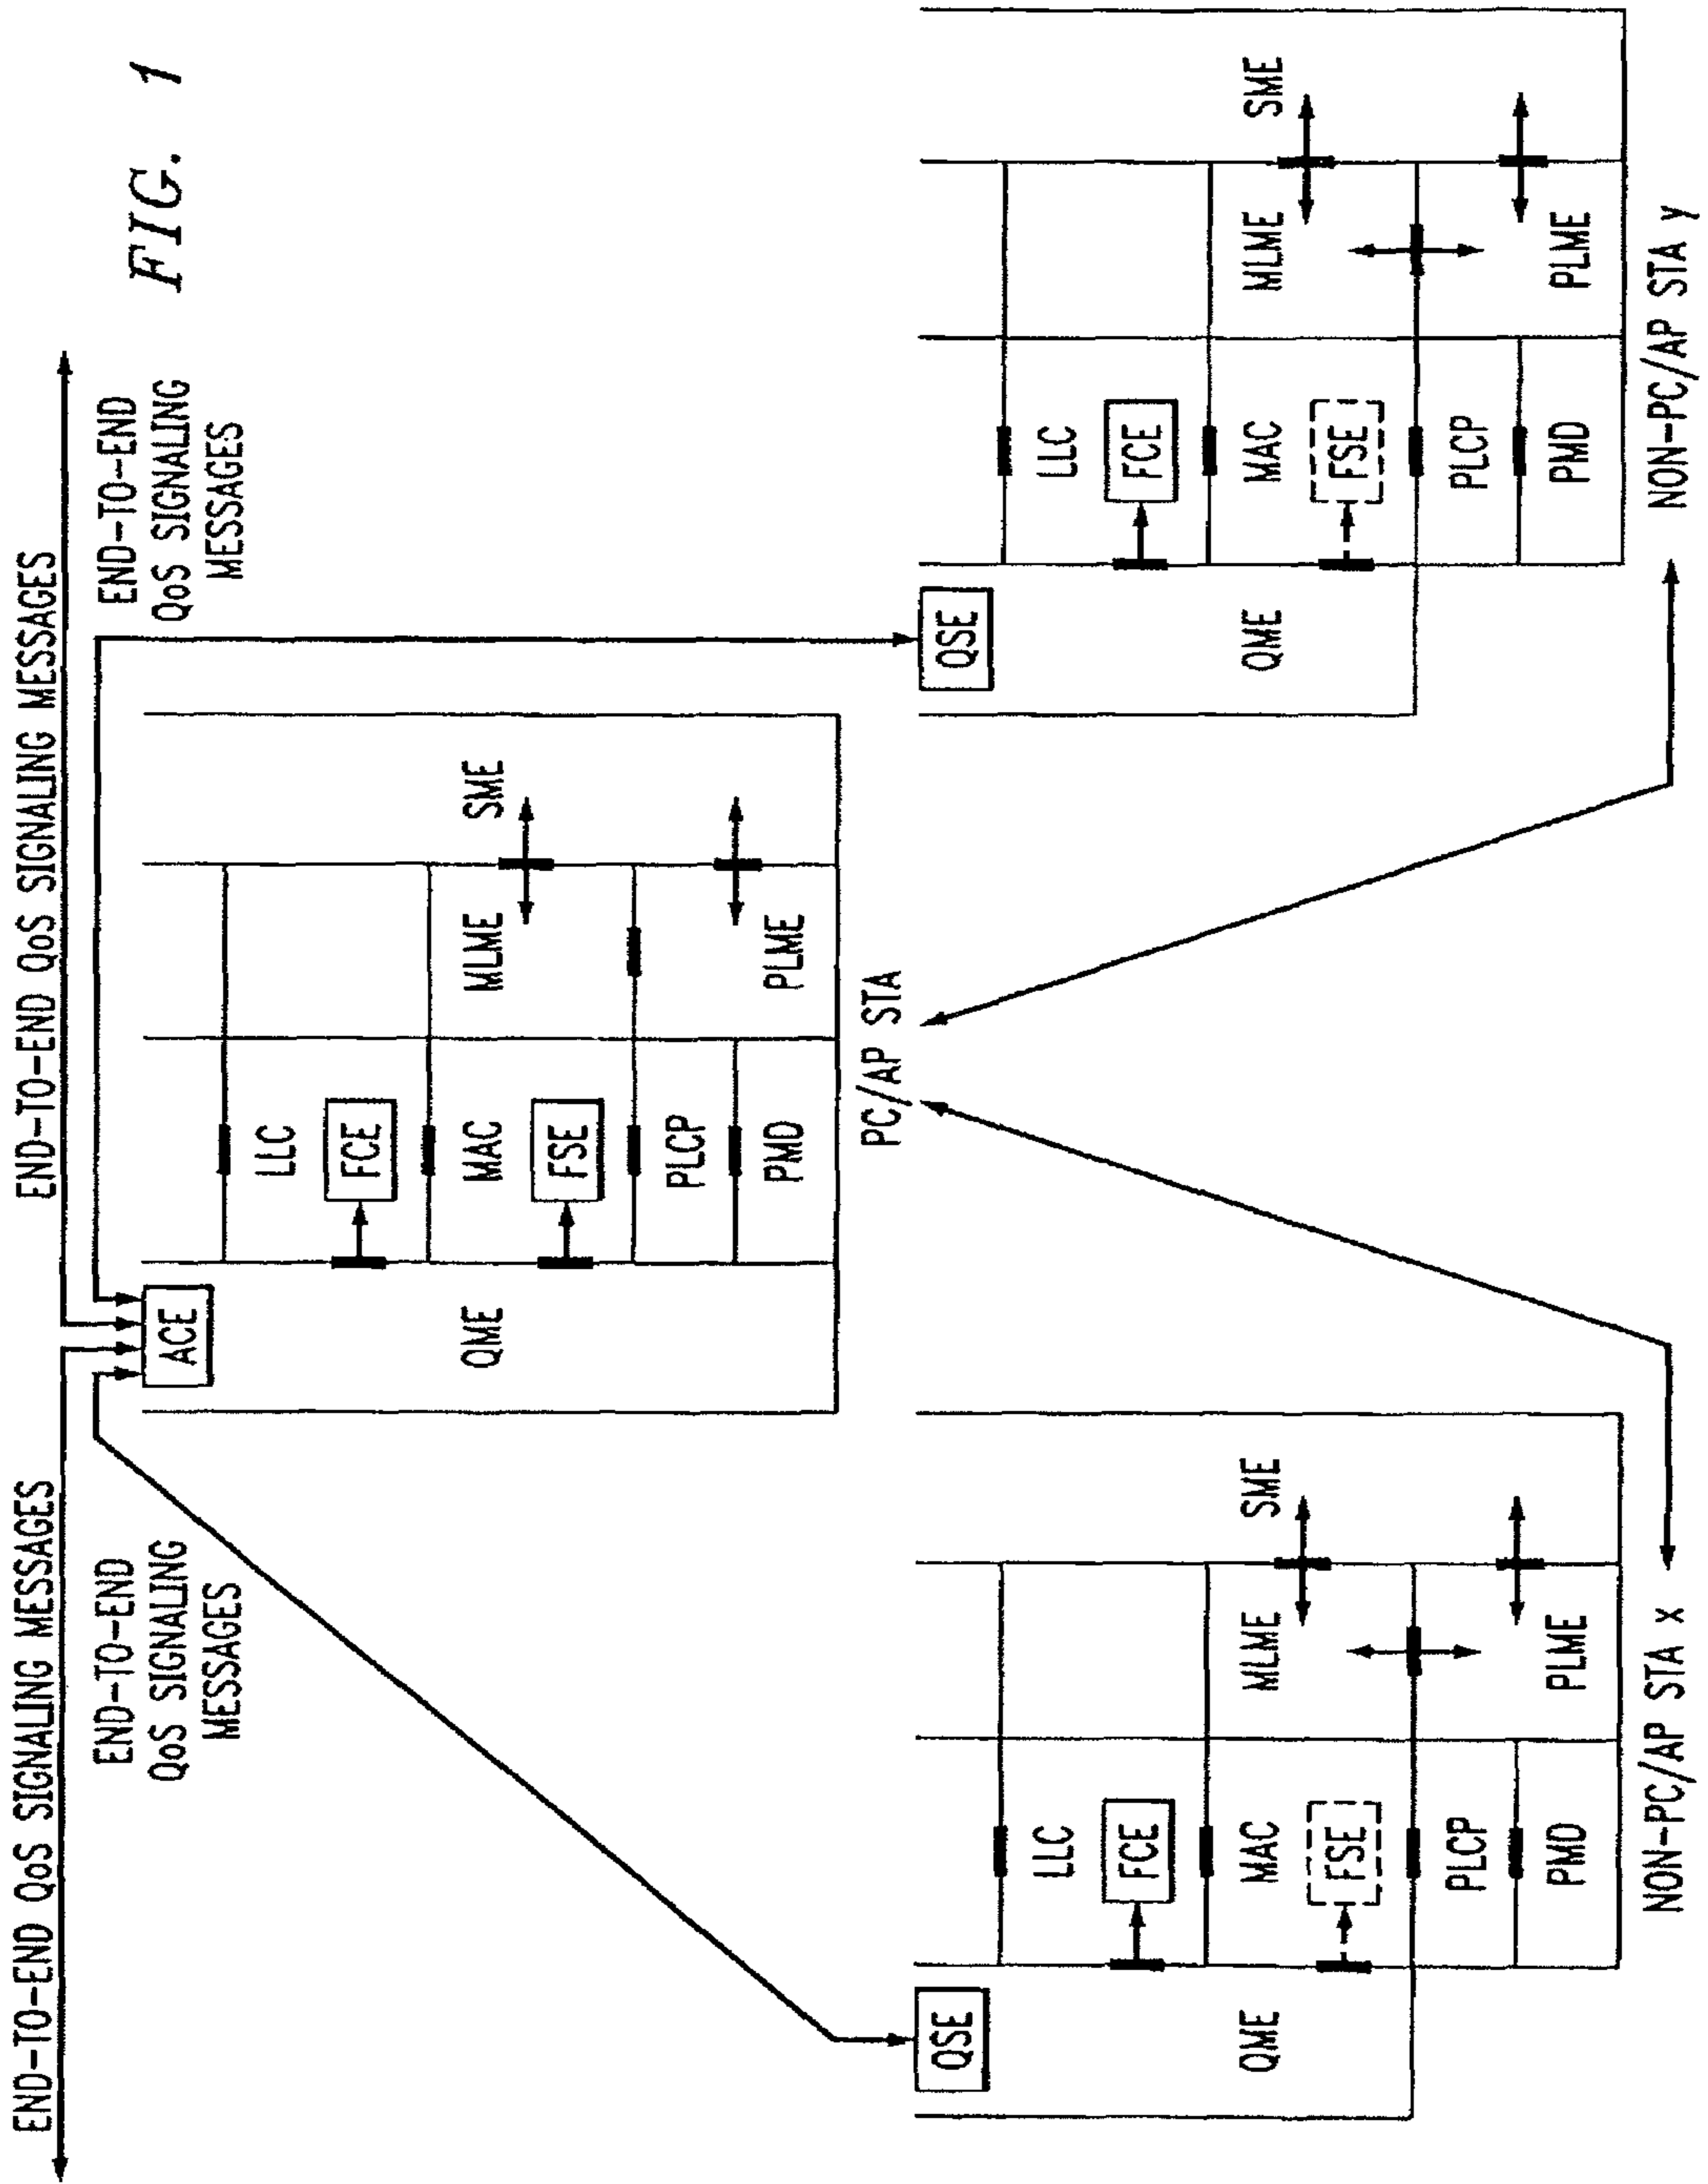 END-TO-END QoS SIGNALING MESSAGES
END-TO-END QoS SIGNALING MESSAGES
FIG. 1
END-TO-END
QoS SIGNALING
MESSAGES
END-TO-END
QoS SIGNALING
MESSAGES
ACE
QME
LLC
FCE
MAC
FSE
PLCP
PMD
MLME
PLME
SME
PC/AP STA
QSE
QME
LLC
FCE
MAC
FSE
PLCP
PMD
MLME
PLME
SME
NON-PC/AP STA x
QSE
QME
LLC
FCE
MAC
FSE
PLCP
PMD
MLME
PLME
SME
NON-PC/AP STA y